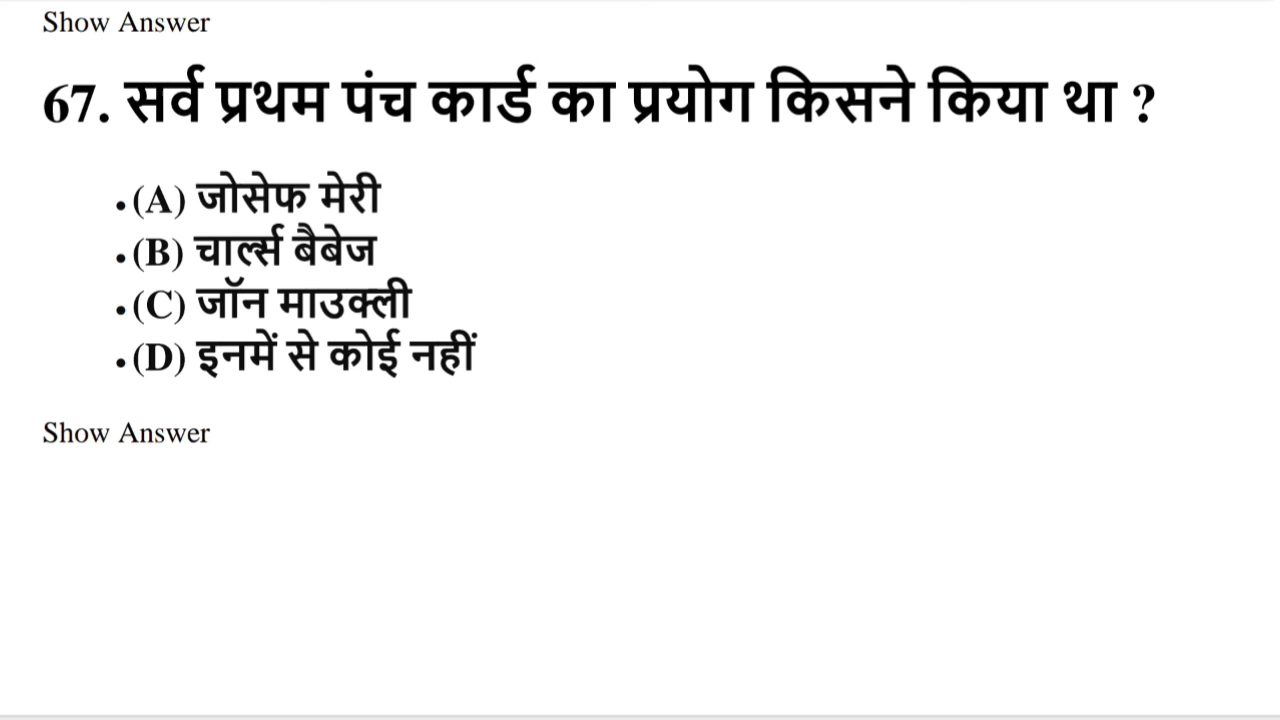 Show Answer
67. सर्व प्रथम पंच कार्ड का प्रयोग किसने किया था ?
•(A) जोसेफ मेरी
•(B) चार्ल्स बैबेज
•(C) जॉन माउक्ली
•(D) इनमें से कोई नहीं
Show Answer